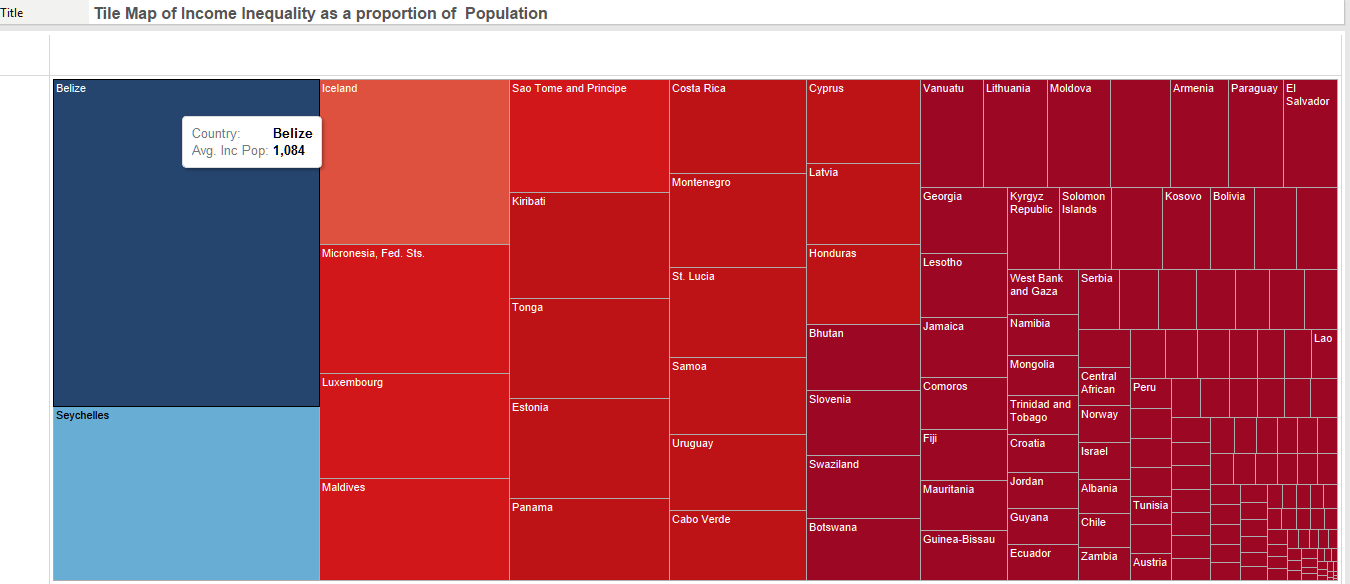 Title
Tile Map of Income Inequality as a proportion of Population
Belize
Country: Belize
Avg. Inc Pop: 1,084
Seychelles
Iceland
Micronesia, Fed. Sts.
Luxembourg
Maldives
Sao Tome and Principe
Kiribati
Tonga
Estonia
Panama
Costa Rica
Montenegro
St. Lucia
Samoa
Uruguay
Cabo Verde
Cyprus
Latvia
Honduras
Bhutan
Slovenia
Swaziland
Botswana
Vanuatu
Lithuania
Moldova
Armenia
Paraguay
El
Salvador
Georgia
Lesotho
Jamaica
Comoros
Fiji
Mauritania
Guinea-Bissau
Kyrgyz
Republic
Solomon
Islands
Kosovo
Bolivia
West Bank
and Gaza
Namibia
Mongolia
Trinidad and
Tobago
Croatia
Jordan
Guyana
Ecuador
Serbia
Central
African
Norway
Israel
Albania
Chile
Zambia
Lao
Peru
Tunisia
Austria